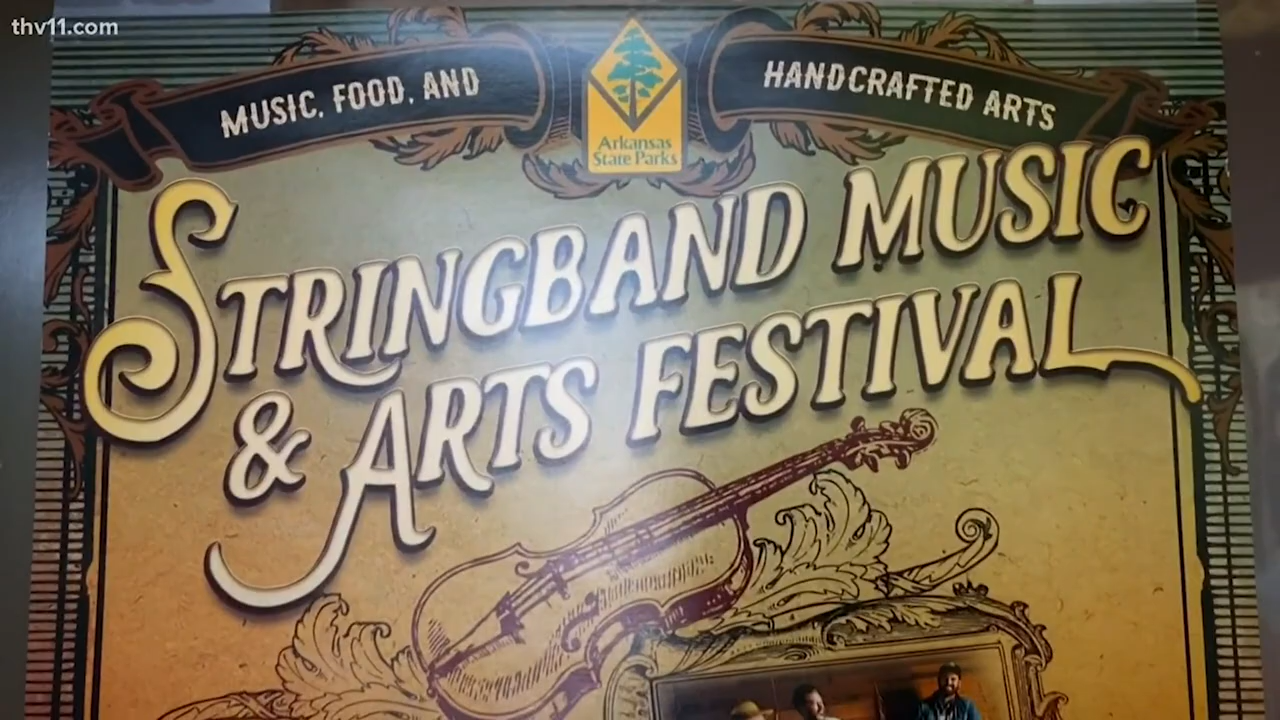 thv11.com
MUSIC, FOOD, AND
HANDCRAFTED ARTS
Arkansas
State Parks
STRINGBAND MUSIC
& ARTS FESTIVAL